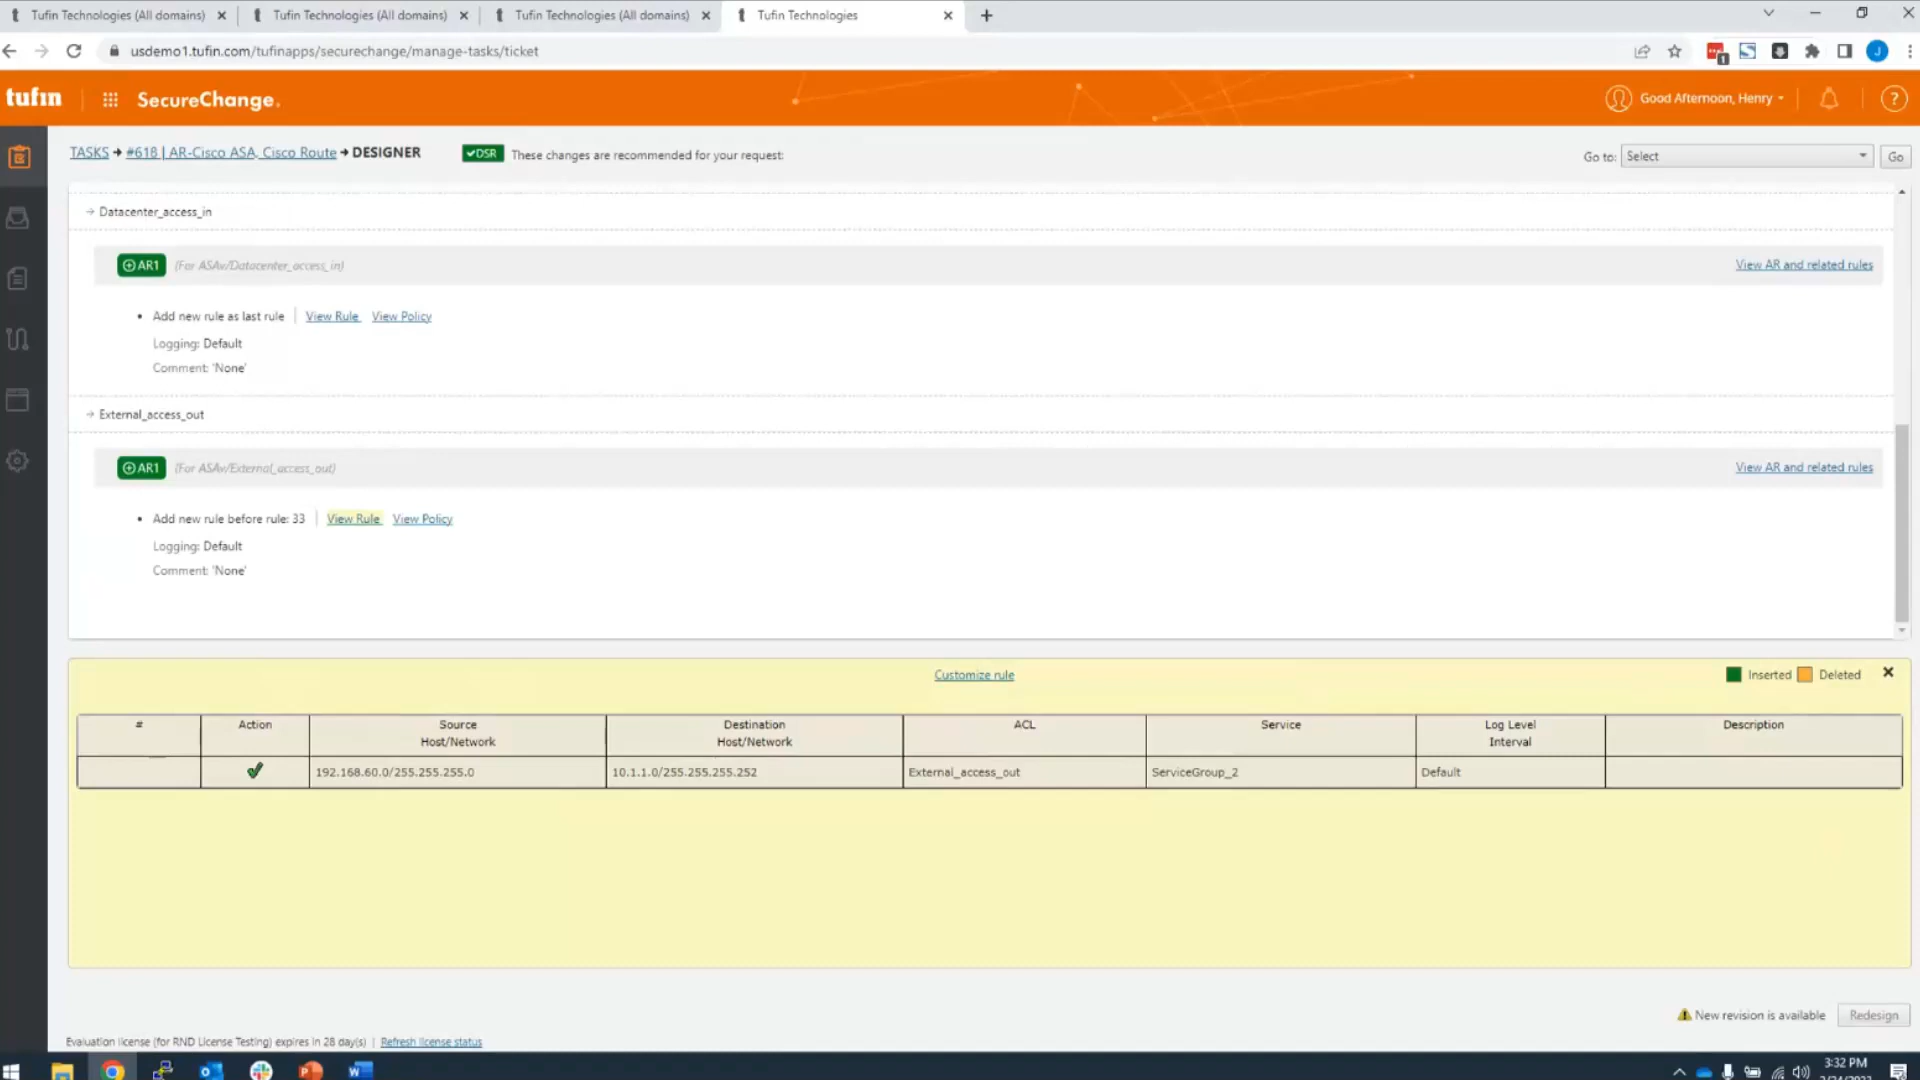 Tufin Technologies (All domains)
Tufin Technologies (All domains)
Tufin Technologies (All domains)
Tufin Technologies
usdemo1.tufin.com/tufinapps/securechange/manage-tasks/ticket
1
J
tufin
SecureChange.
Good Afternoon, Henry
?
TASKS → #618 | AR-Cisco ASA, Cisco Route → DESIGNER
DSR
These changes are recommended for your request:
Go to:
Select
Go
Datacenter_access_in
AR1
(For ASAv/Datacenter_access_in)
View AR and related rules
Add new rule as last rule
View Rule
View Policy
Logging: Default
Comment: 'None'
External_access_out
AR1
(For ASAv/External_access_out)
View AR and related rules
Add new rule before rule: 33
View Rule
View Policy
Logging: Default
Comment: 'None'
Customize rule
Inserted
Deleted
#
Action
Source
Host/Network
Destination
Host/Network
ACL
Service
Log Level
Interval
Description
192.168.60.0/255.255.255.0
10.1.1.0/255.255.255.252
External_access_out
ServiceGroup_2
Default
New revision is available
Redesign
Evaluation license (for RND License Testing) expires in 28 day(s)
Refresh license status
3:32 PM